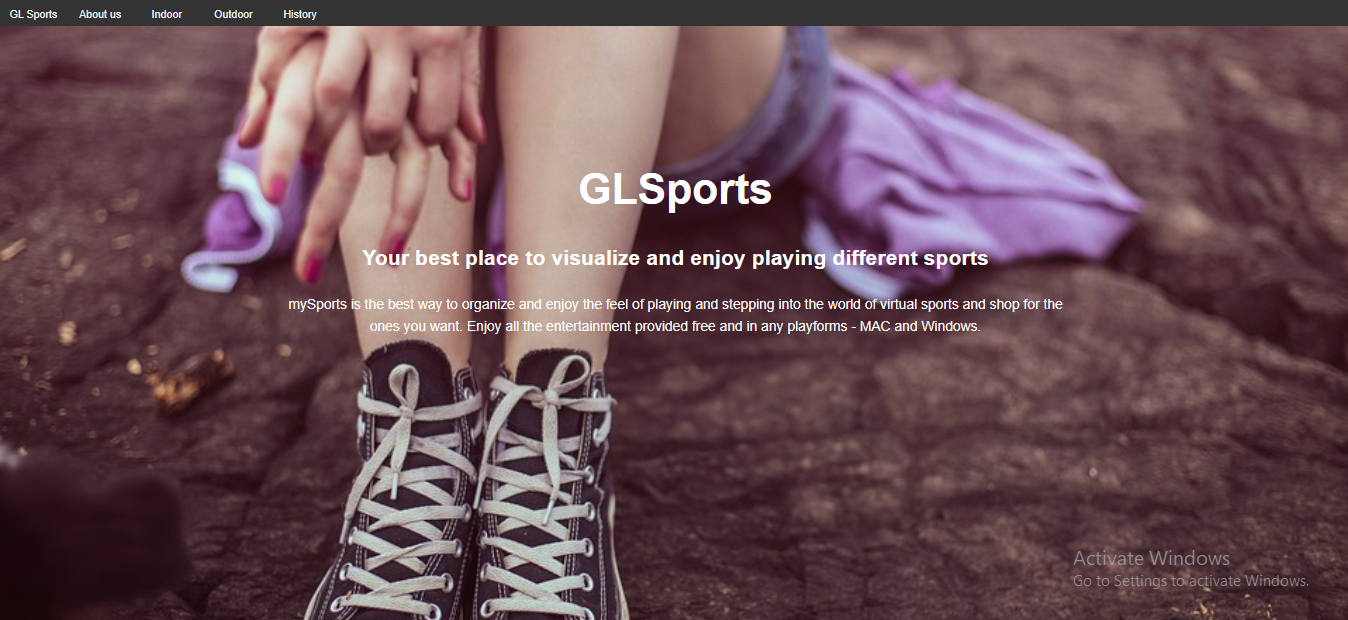 GL Sports About us Indoor Outdoor History
GLSports
Your best place to visualize and enjoy playing different sports
mySports is the best way to organize and enjoy the feel of playing and stepping into the world of virtual sports and shop for the
ones you want. Enjoy all the entertainment provided free and in any playforms - MAC and Windows.
Activate Windows
Go to Settings to activate Windows.